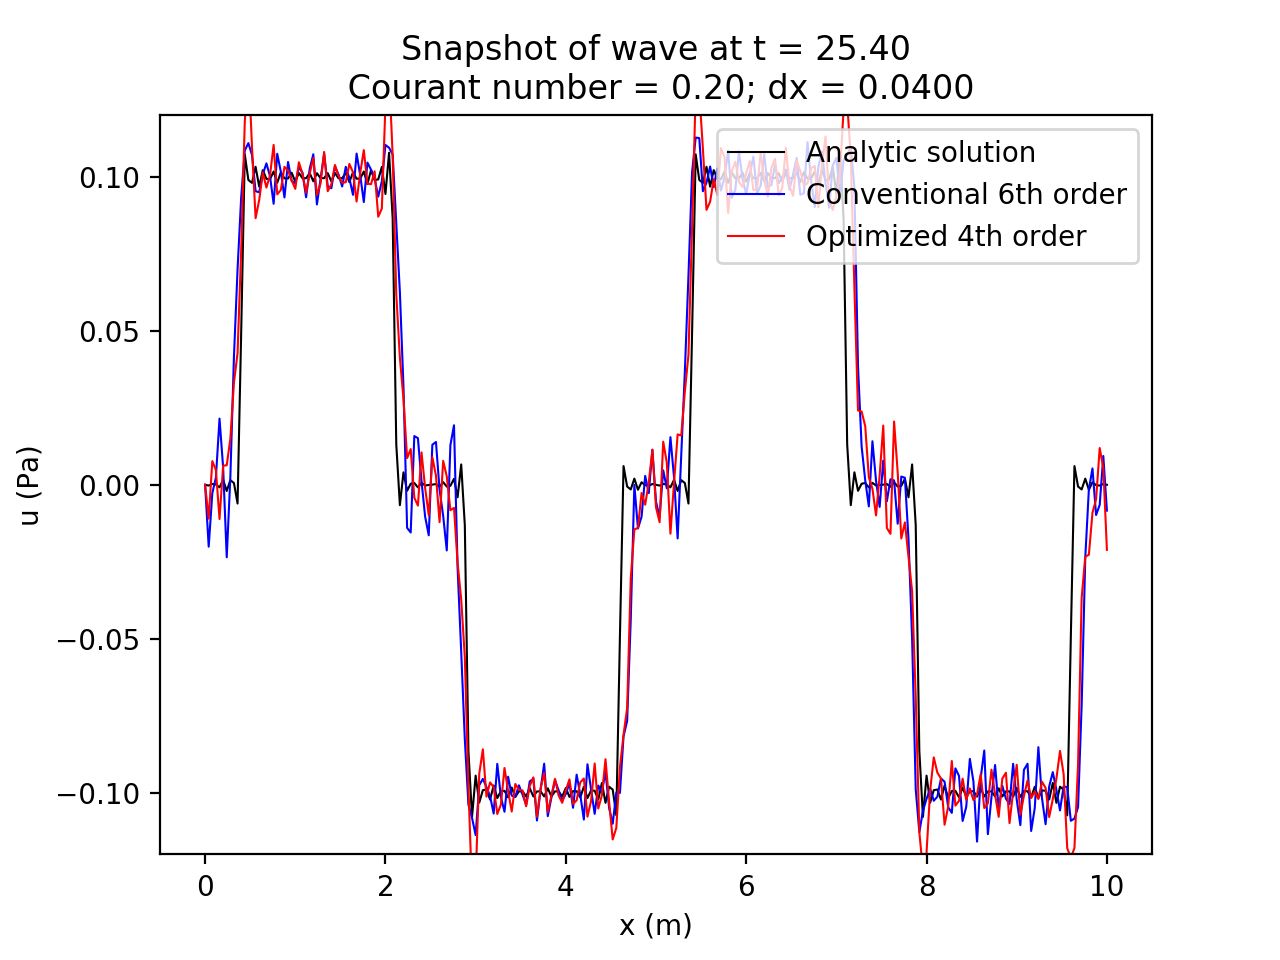 Snapshot of wave at t = 25.40
Courant number = 0.20; dx = 0.0400
Analytic solution
Conventional 6th order
Optimized 4th order
u (Pa)
0.10
0.05
0.00
−0.05
−0.10
0 2 4 6 8 10
x (m)